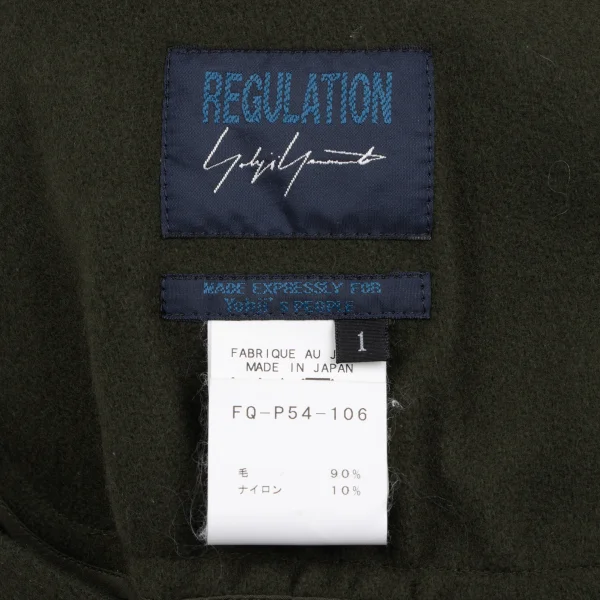 REGULATION
Yohji Yamamoto
MADE EXPRESSLY FOR
Yohji's PEOPLE
1
FABRIQUE AU J
MADE IN JAPAN
FQ-P54-106
毛 90%
ナイロン 10%